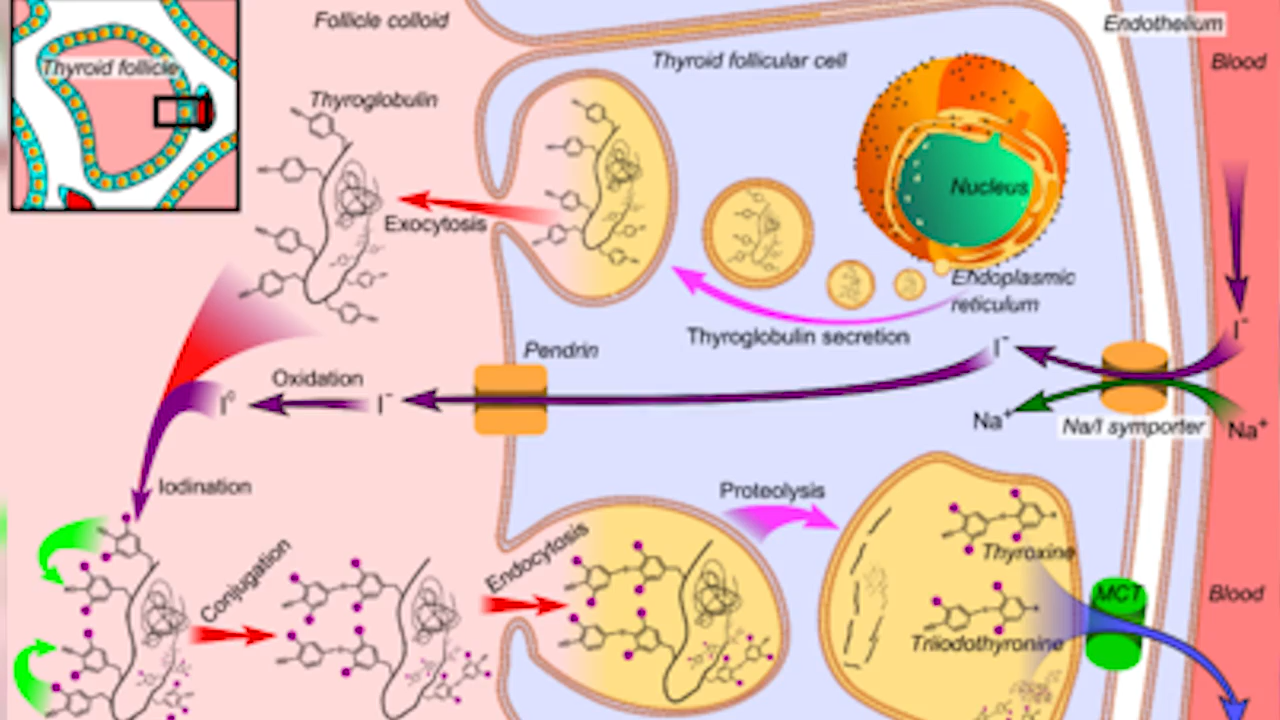 Follicle colloid
Endothelium
Thyroid follicular cell
Blood
Thyroid follicle
Thyroglobulin
Nucleus
Exocytosis
Endoplasmic
reticulum
Thyroglobulin secretion
I⁻
I⁻
Pendrin
Oxidation
I⁰
I⁻
Na⁺
Na/I symporter
Na⁺
Iodination
Proteolysis
Conjugation
Endocytosis
Thyroxine
MCT
Blood
Triiodothyronine